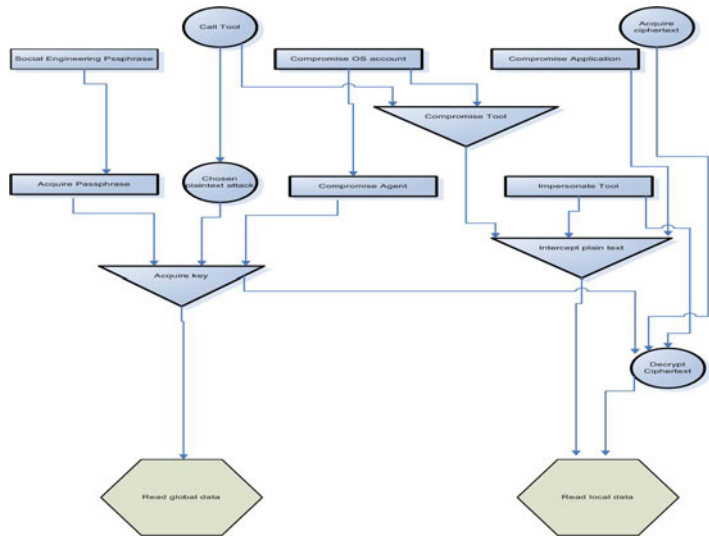 Call Tool
Acquire
ciphertext
Social Engineering Pssphrase
Compromise OS account
Compromise Application
Compromise Tool
Acquire Passphrase
Chosen
plaintext attack
Compromise Agent
Impersonate Tool
Intercept plain text
Acquire key
Decrypt
Ciphertext
Read global data
Read local data